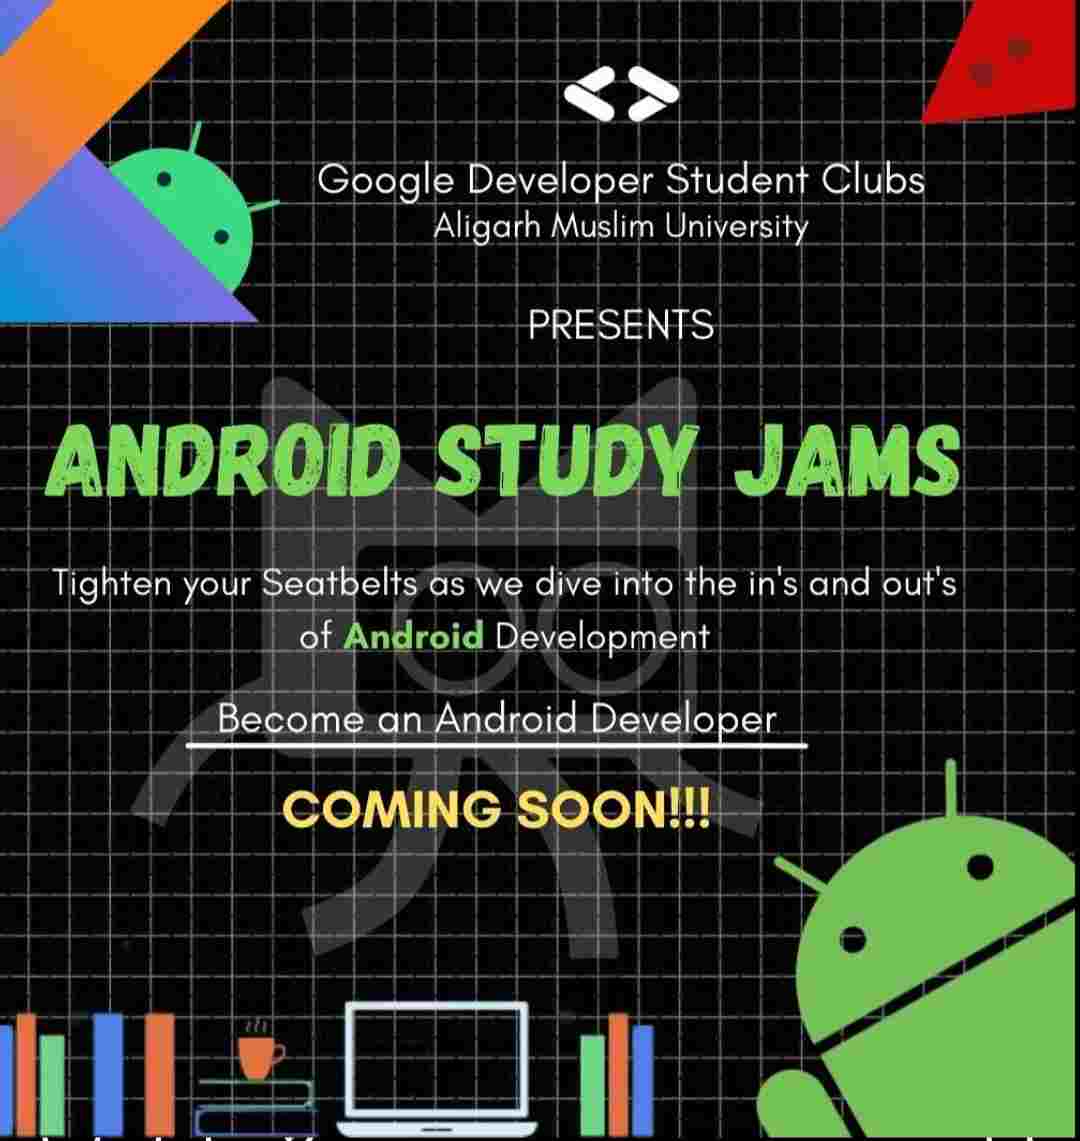 Google Developer Student Clubs
Aligarh Muslim University
PRESENTS
ANDROID STUDY JAMS
Tighten your Seatbelts as we dive into the in's and out's
of Android Development
Become an Android Developer
COMING SOON!!!